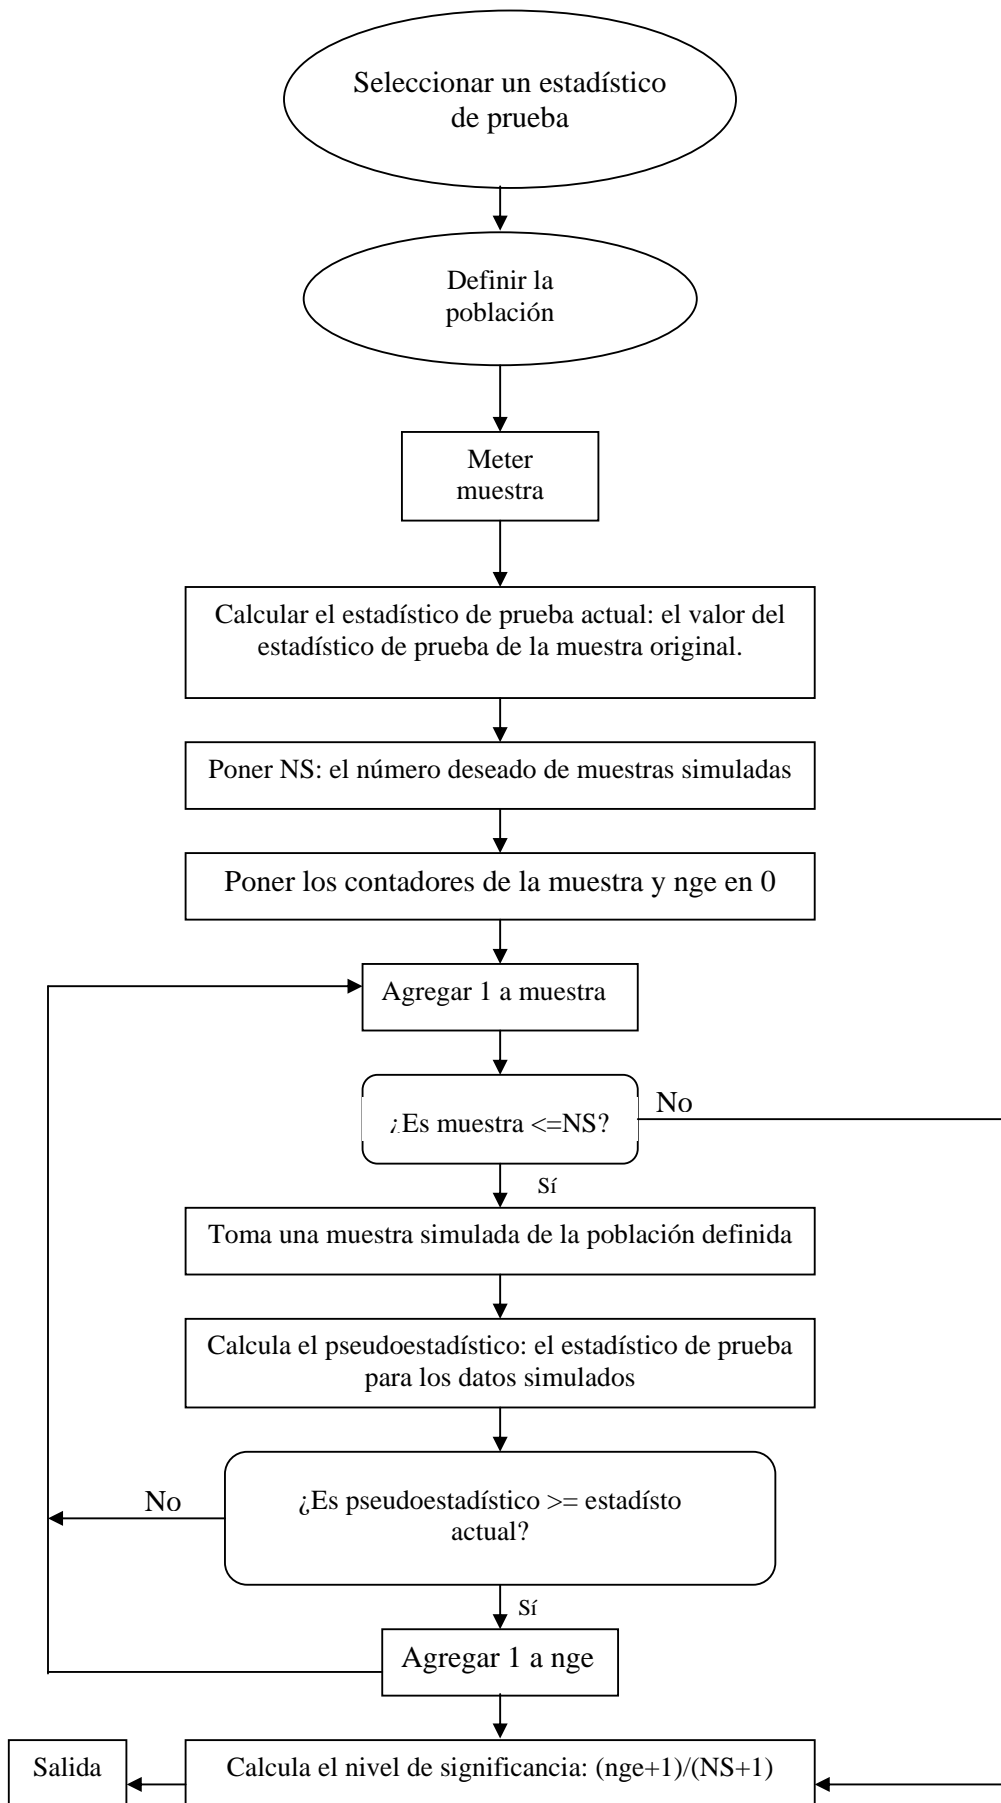 Seleccionar un estadístico
de prueba
Definir la
población
Meter
muestra
Calcular el estadístico de prueba actual: el valor del
estadístico de prueba de la muestra original.
Poner NS: el número deseado de muestras simuladas
Poner los contadores de la muestra y nge en 0
Agregar 1 a muestra
¿Es muestra <=NS?
No
Sí
Toma una muestra simulada de la población definida
Calcula el pseudoestadístico: el estadístico de prueba
para los datos simulados
¿Es pseudoestadístico >= estadísto
actual?
No
Sí
Agregar 1 a nge
Calcula el nivel de significancia: (nge+1)/(NS+1)
Salida